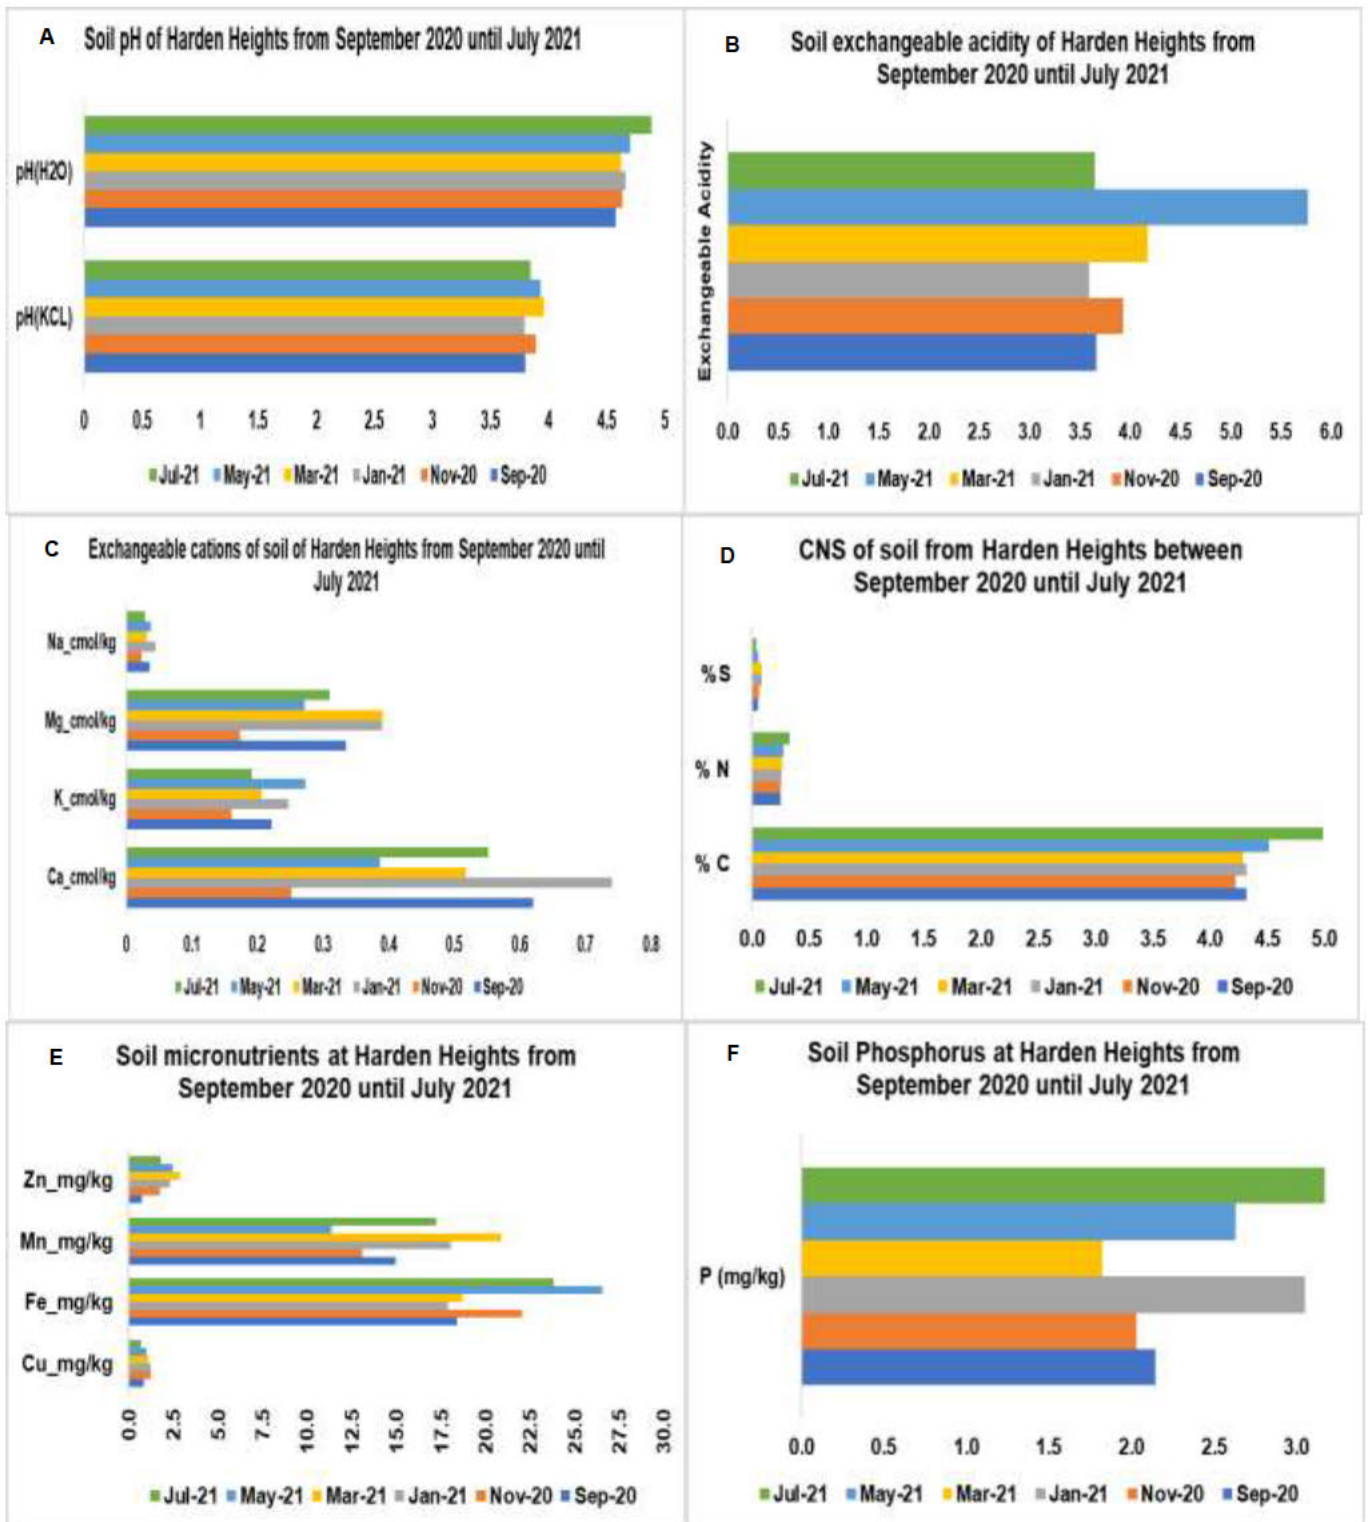 A
Soil pH of Harden Heights from September 2020 until July 2021
pH(H2O)
pH(KCL)
0 0.5 1 1.5 2 2.5 3 3.5 4 4.5 5
Jul-21 May-21 Mar-21 Jan-21 Nov-20 Sep-20
B
Soil exchangeable acidity of Harden Heights from
September 2020 until July 2021
Exchangeable Acidity
0.0 0.5 1.0 1.5 2.0 2.5 3.0 3.5 4.0 4.5 5.0 5.5 6.0
Jul-21 May-21 Mar-21 Jan-21 Nov-20 Sep-20
C
Exchangeable cations of soil of Harden Heights from September 2020 until
July 2021
Na_cmol/kg
Mg_cmol/kg
K_cmol/kg
Ca_cmol/kg
0 0.1 0.2 0.3 0.4 0.5 0.6 0.7 0.8
Jul-21 May-21 Mar-21 Jan-21 Nov-20 Sep-20
D
CNS of soil from Harden Heights between
September 2020 until July 2021
%S
% N
% C
0.0 0.5 1.0 1.5 2.0 2.5 3.0 3.5 4.0 4.5 5.0
Jul-21 May-21 Mar-21 Jan-21 Nov-20 Sep-20
E
Soil micronutrients at Harden Heights from
September 2020 until July 2021
Zn_mg/kg
Mn_mg/kg
Fe_mg/kg
Cu_mg/kg
0.0 2.5 5.0 7.5 10.0 12.5 15.0 17.5 20.0 22.5 25.0 27.5 30.0
Jul-21 May-21 Mar-21 Jan-21 Nov-20 Sep-20
F
Soil Phosphorus at Harden Heights from
September 2020 until July 2021
P (mg/kg)
0.0 0.5 1.0 1.5 2.0 2.5 3.0
Jul-21 May-21 Mar-21 Jan-21 Nov-20 Sep-20